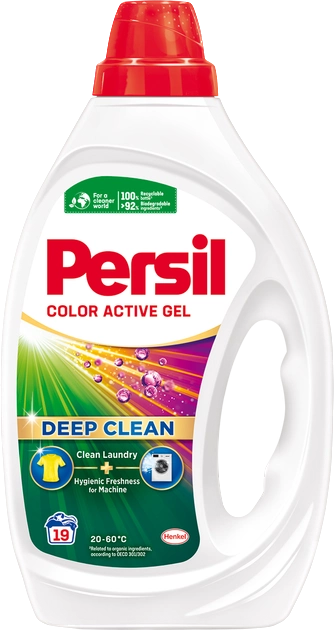 For a
cleaner
world
100% Recyclable
bottle*
>92% Biodegradable
ingredients*
Persil
COLOR ACTIVE GEL
DEEP CLEAN
Clean Laundry
+
Hygienic Freshness
for Machine
19
20-60°C
*Related to organic ingredients,
according to OECD 301/302
Henkel